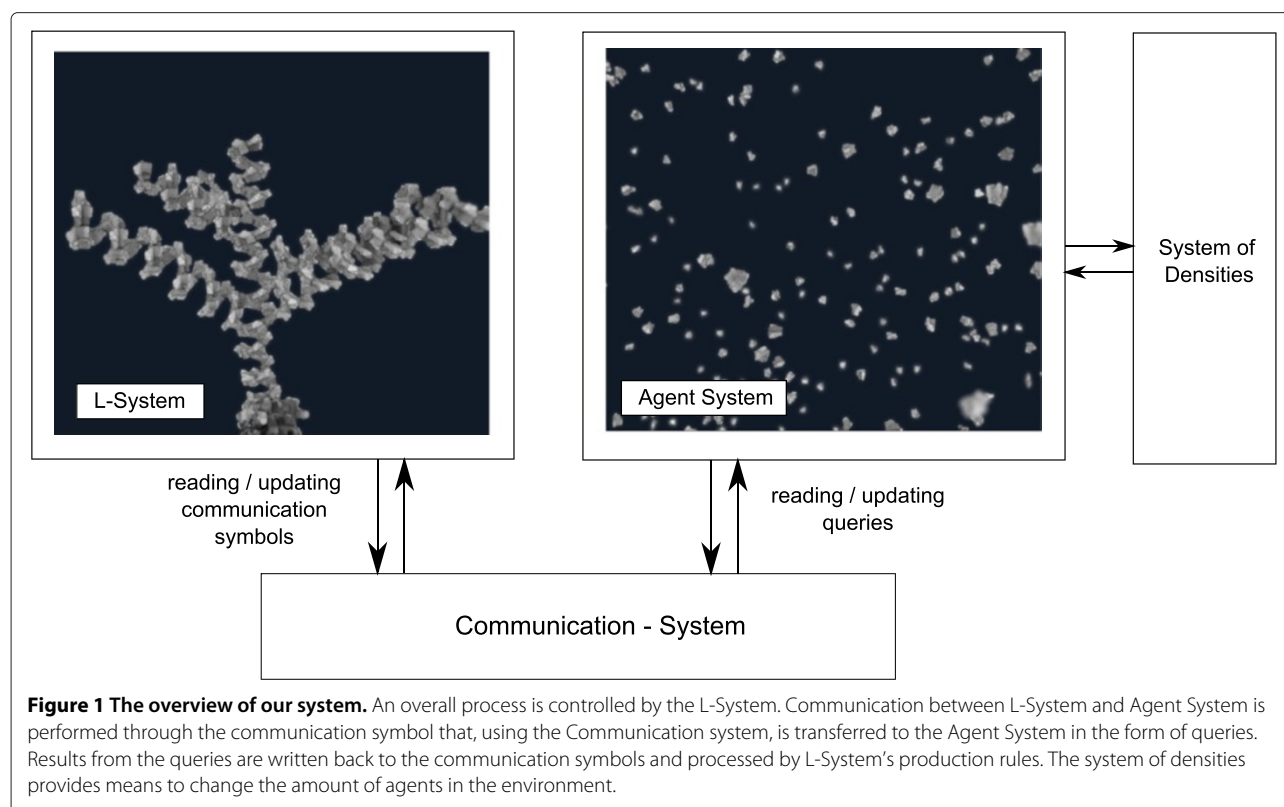 L-System
Agent System
System of
Densities
reading / updating
communication
symbols
reading / updating
queries
Communication - System
Figure 1 The overview of our system. An overall process is controlled by the L-System. Communication between L-System and Agent System is
performed through the communication symbol that, using the Communication system, is transferred to the Agent System in the form of queries.
Results from the queries are written back to the communication symbols and processed by L-System's production rules. The system of densities
provides means to change the amount of agents in the environment.